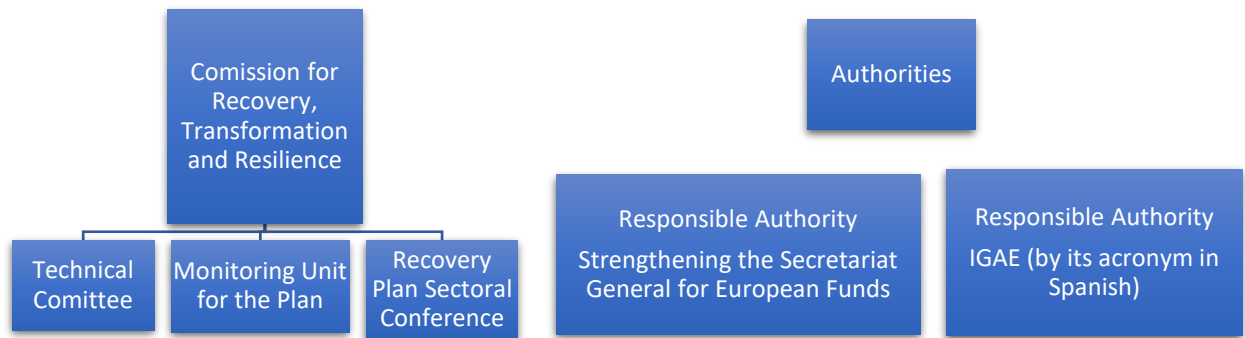 Comission for
Recovery,
Transformation
and Resilience
Technical
Comittee
Monitoring Unit
for the Plan
Recovery
Plan Sectoral
Conference
Authorities
Responsible Authority
Strengthening the Secretariat
General for European Funds
Responsible Authority
IGAE (by its acronym in
Spanish)